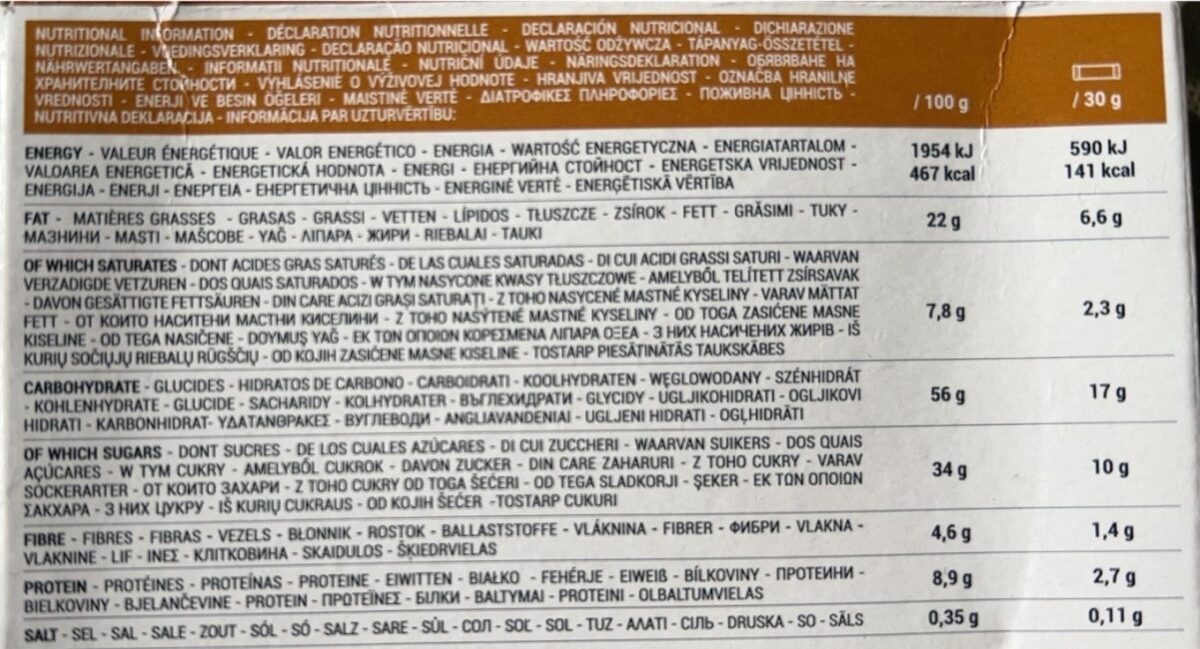 NUTRITIONAL INFORMATION - DÉCLARATION NUTRITIONNELLE - DECLARACIÓN NUTRICIONAL - DICHIARAZIONE
NUTRIZIONALE - VOEDINGSVERKLARING - DECLARAÇÃO NUTRICIONAL - WARTOŚĆ ODŻYWCZA - TÁPANYAG-ÖSSZETÉTEL -
NÄHRWERTANGABEN - INFORMAȚII NUTRIȚIONALE - NUTRIČNÍ ÚDAJE - NÄRINGSDEKLARATION - ОБЯВЯВАНЕ НА
ХРАНИТЕЛНИТЕ СТОЙНОСТИ - VYHLÁSENIE O VÝŽIVOVEJ HODNOTE - HRANJIVA VRIJEDNOST - OZNAČBA HRANILNE
VREDNOSTI - ENERJİ VE BESİN ÖĞELERİ - MAISTINĖ VERTĖ - ΔΙΑΤΡΟΦΙΚΕΣ ΠΛΗΡΟΦΟΡΙΕΣ - ПОЖИВНА ЦІННІСТЬ -
NUTRITIVNA DEKLARACIJA - INFORMĀCIJA PAR UZTURVĒRTĪBU:
/ 100 g / 30 g
ENERGY - VALEUR ÉNERGÉTIQUE - VALOR ENERGÉTICO - ENERGIA - WARTOŚĆ ENERGETYCZNA - ENERGIATARTALOM - 1954 kJ 590 kJ
VALOAREA ENERGETICĂ - ENERGETICKÁ HODNOTA - ENERGI - ЕНЕРГИЙНА СТОЙНОСТ - ENERGETSKA VRIJEDNOST - 467 kcal 141 kcal
ENERGIJA - ENERJI - ΕΝΕΡΓΕΙΑ - ЕНЕРГЕТИЧНА ЦІННІСТЬ - ENERGINĖ VERTĖ - ENERĢĒTISKĀ VĒRTĪBA
FAT - MATIÈRES GRASSES - GRASAS - GRASSI - VETTEN - LÍPIDOS - TŁUSZCZE - ZSÍROK - FETT - GRĂSIMI - TUKY - 22 g 6,6 g
МАЗНИНИ - MASTI - MAŠČOBE - YAĞ - ΛΙΠΑΡΑ - ЖИРИ - RIEBALAI - TAUKI
OF WHICH SATURATES - DONT ACIDES GRAS SATURÉS - DE LAS CUALES SATURADAS - DI CUI ACIDI GRASSI SATURI - WAARVAN
VERZADIGDE VETZUREN - DOS QUAIS SATURADOS - W TYM NASYCONE KWASY TŁUSZCZOWE - AMELYBŐL TELÍTETT ZSÍRSAVAK
- DAVON GESÄTTIGTE FETTSÄUREN - DIN CARE ACIZI GRAȘI SATURAȚI - Z TOHO NASYCENÉ MASTNÉ KYSELINY - VARAV MÄTTAT
FETT - ОТ КОИТО НАСИТЕНИ МАСТНИ КИСЕЛИНИ - Z TOHO NASÝTENÉ MASTNÉ KYSELINY - OD TOGA ZASIĆENE MASNE 7,8 g 2,3 g
KISELINE - OD TEGA NASIČENE - DOYMUŞ YAĞ - ΕΚ ΤΩΝ ΟΠΟΙΩΝ ΚΟΡΕΣΜΕΝΑ ΛΙΠΑΡΑ ΟΞΕΑ - З НИХ НАСИЧЕНИХ ЖИРІВ - IŠ
KURIŲ SOČIŲJŲ RIEBALŲ RŪGŠČIŲ - OD KOJIH ZASIĆENE MASNE KISELINE - TOSTARP PIESĀTINĀTĀS TAUKSKĀBES
CARBOHYDRATE - GLUCIDES - HIDRATOS DE CARBONO - CARBOIDRATI - KOOLHYDRATEN - WĘGLOWODANY - SZÉNHIDRÁT
- KOHLENHYDRATE - GLUCIDE - SACHARIDY - KOLHYDRATER - ВЪГЛЕХИДРАТИ - GLYCIDY - UGLJIKOHIDRATI - OGLJIKOVI 56 g 17 g
HIDRATI - KARBONHİDRAT- ΥΔΑΤΑΝΘΡΑΚΕΣ - ВУГЛЕВОДИ - ANGLIAVANDENIAI - UGLJENI HIDRATI - OGĻHIDRĀTI
OF WHICH SUGARS - DONT SUCRES - DE LOS CUALES AZÚCARES - DI CUI ZUCCHERI - WAARVAN SUIKERS - DOS QUAIS
AÇÚCARES - W TYM CUKRY - AMELYBŐL CUKROK - DAVON ZUCKER - DIN CARE ZAHARURI - Z TOHO CUKRY - VARAV 34 g 10 g
SOCKERARTER - ОТ КОИТО ЗАХАРИ - Z TOHO CUKRY OD TOGA ŠEĆERI - OD TEGA SLADKORJI - ŞEKER - ΕΚ ΤΩΝ ΟΠΟΙΩΝ
ΣΑΚΧΑΡΑ - З НИХ ЦУКРУ - IŠ KURIŲ CUKRAUS - OD KOJIH ŠEĆER -TOSTARP CUKURI
FIBRE - FIBRES - FIBRAS - VEZELS - BŁONNIK - ROSTOK - BALLASTSTOFFE - VLÁKNINA - FIBRER - ФИБРИ - VLAKNA - 4,6 g 1,4 g
VLAKNINE - LIF - ΙΝΕΣ - КЛІТКОВИНА - SKAIDULOS - ŠĶIEDRVIELAS
PROTEIN - PROTÉINES - PROTEÍNAS - PROTEINE - EIWITTEN - BIAŁKO - FEHÉRJE - EIWEIß - BÍLKOVINY - ПРОТЕИНИ - 8,9 g 2,7 g
BIELKOVINY - BJELANČEVINE - PROTEIN - ΠΡΩΤΕΪΝΕΣ - БІЛКИ - BALTYMAI - PROTEINI - OLBALTUMVIELAS
SALT - SEL - SAL - SALE - ZOUT - SÓL - SÓ - SALZ - SARE - SŮL - СОЛ - SOĽ - SOL - TUZ - ΑΛΑΤΙ - СІЛЬ - DRUSKA - SO - SĀLS 0,35 g 0,11 g